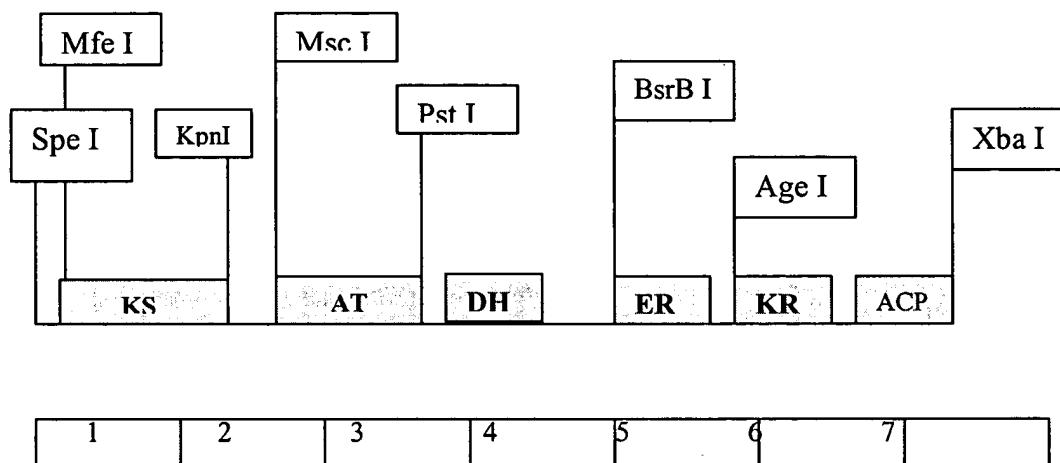 Mfe I
Msc I
Spe I
KpnI
Pst I
BsrB I
Age I
Xba I
KS
AT
DH
ER
KR
ACP
1 2 3 4 5 6 7